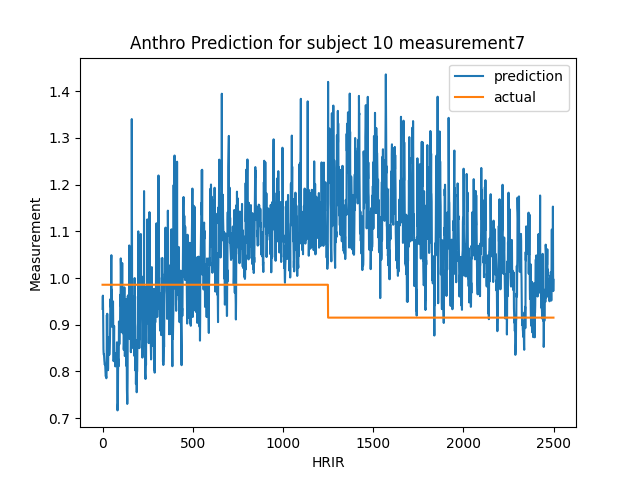 Anthro Prediction for subject 10 measurement7
prediction
actual
Measurement
1.4
1.3
1.2
1.1
1.0
0.9
0.8
0.7
0
500
1000
1500
2000
2500
HRIR